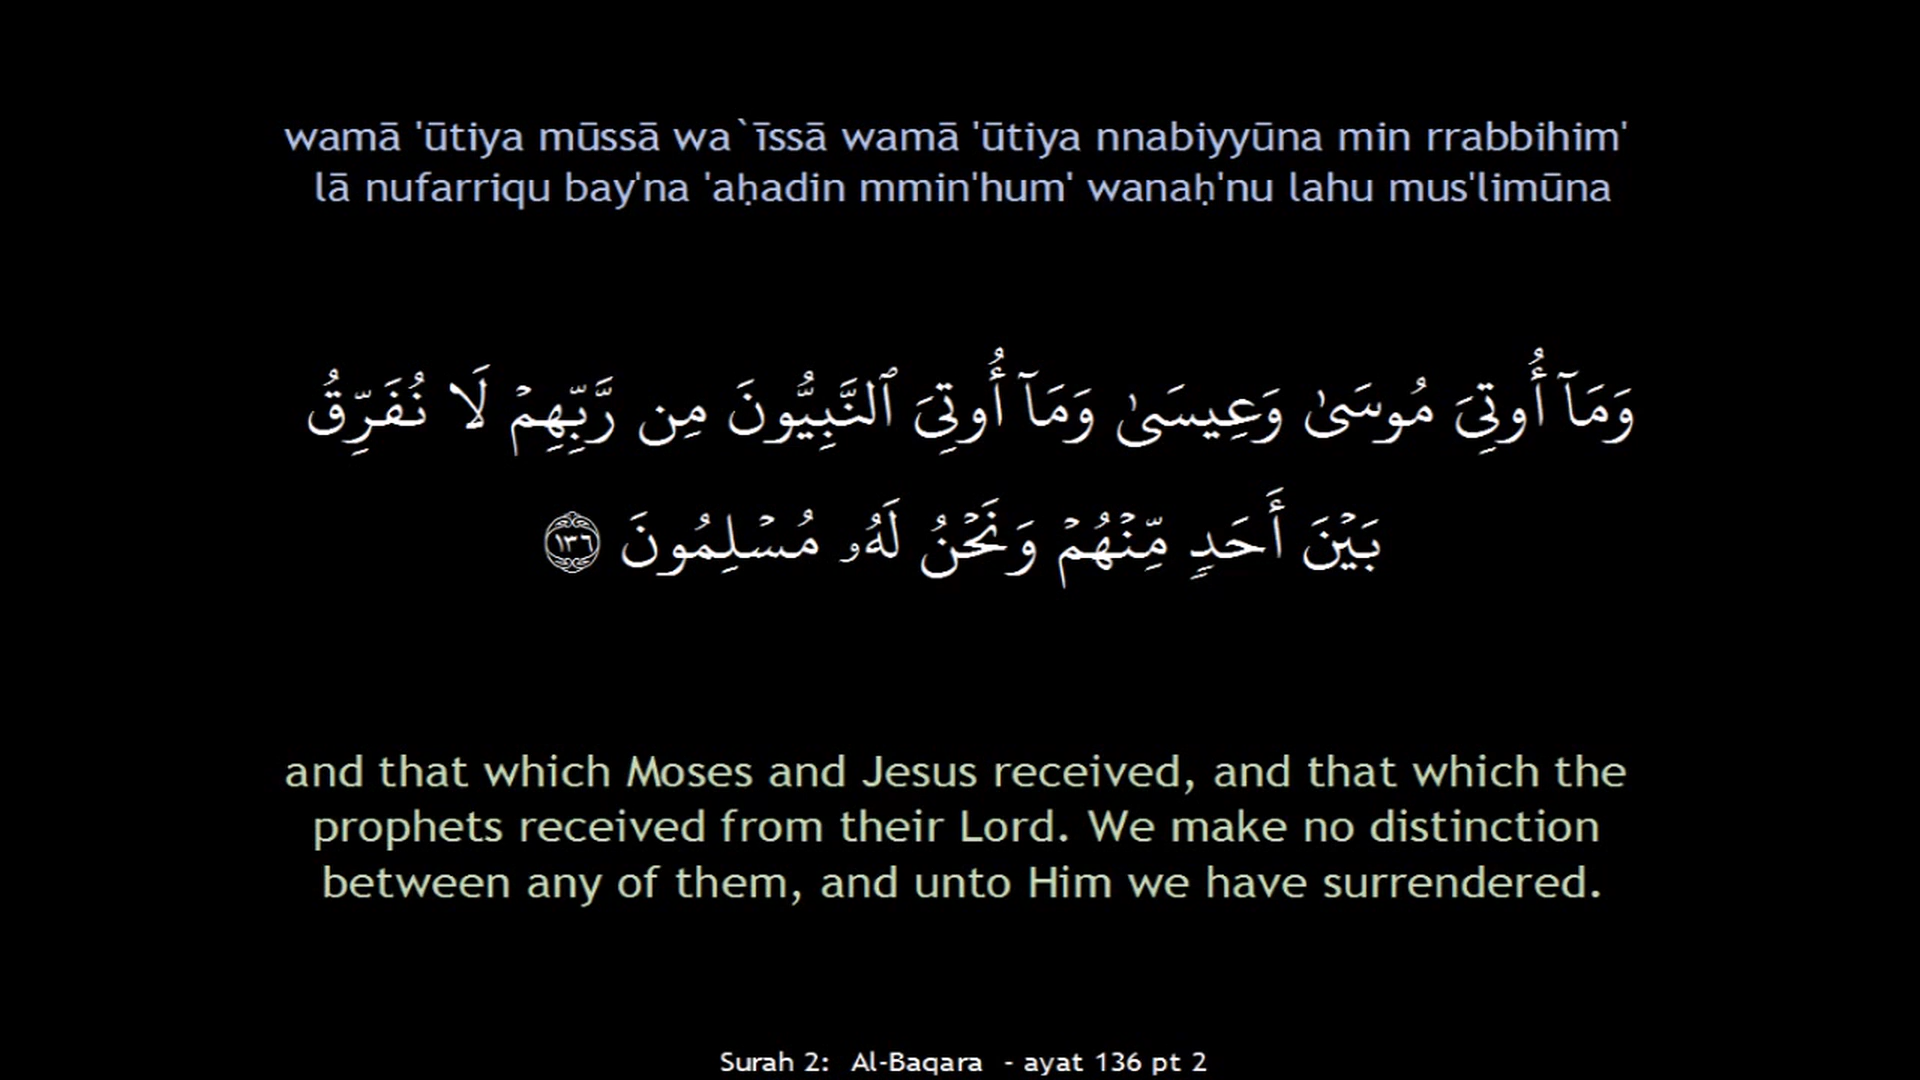 wamā 'ūtiya mūssā wa`īssā wamā 'ūtiya nnabiyyūna min rrabbihim'
lā nufarriqu bay'na 'aḥadin mmin'hum' wanaḥ'nu lahu mus'limūna
وَمَآ أُوتِيَ مُوسَىٰ وَعِيسَىٰ وَمَآ أُوتِيَ ٱلنَّبِيُّونَ مِن رَّبِّهِمْ لَا نُفَرِّقُ
بَيْنَ أَحَدٍ مِّنْهُمْ وَنَحْنُ لَهُۥ مُسْلِمُونَ ١٣٦
and that which Moses and Jesus received, and that which the
prophets received from their Lord. We make no distinction
between any of them, and unto Him we have surrendered.
Surah 2: Al-Baqara - ayat 136 pt 2